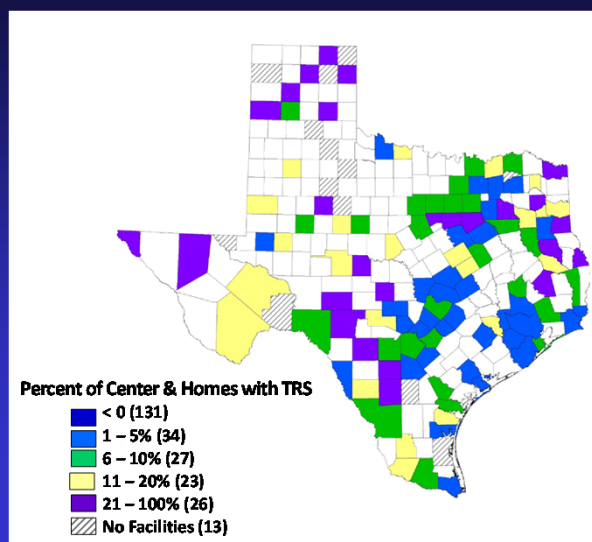 Percent of Center & Homes with TRS
< 0 (131)
1 – 5% (34)
6 – 10% (27)
11 – 20% (23)
21 – 100% (26)
No Facilities (13)